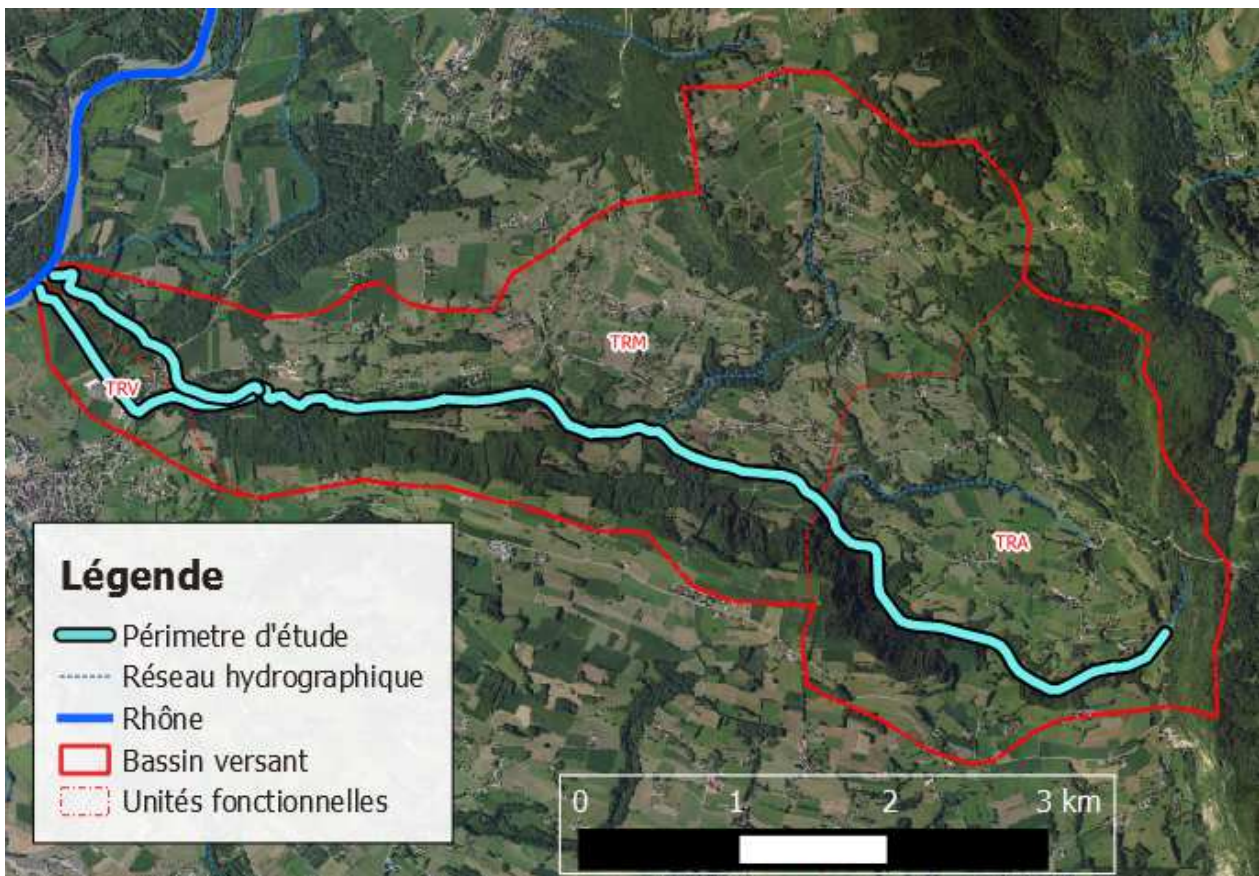 TRM
TRV
TRA
Légende
Périmetre d'étude
Réseau hydrographique
Rhône
Bassin versant
Unités fonctionnelles
0 1 2 3 km